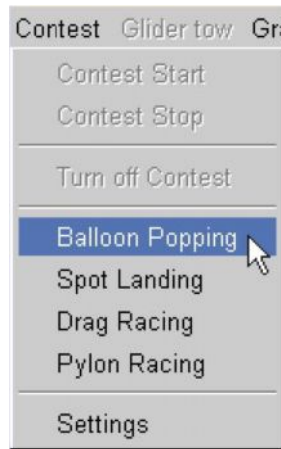 Contest Glider tow Gra
Contest Start
Contest Stop
Turn off Contest
Balloon Popping
Spot Landing
Drag Racing
Pylon Racing
Settings